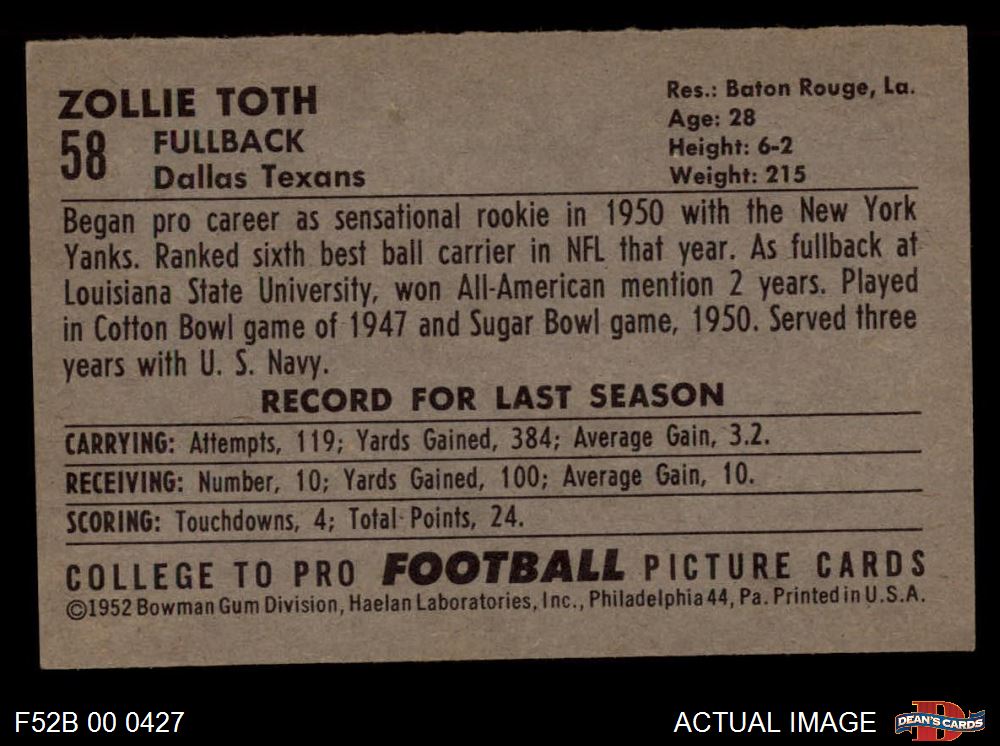 ZOLLIE TOTH
58 FULLBACK
Dallas Texans
Res.: Baton Rouge, La.
Age: 28
Height: 6-2
Weight: 215
Began pro career as sensational rookie in 1950 with the New York
Yanks. Ranked sixth best ball carrier in NFL that year. As fullback at
Louisiana State University, won All-American mention 2 years. Played
in Cotton Bowl game of 1947 and Sugar Bowl game, 1950. Served three
years with U. S. Navy.
RECORD FOR LAST SEASON
CARRYING: Attempts, 119; Yards Gained, 384; Average Gain, 3.2.
RECEIVING: Number, 10; Yards Gained, 100; Average Gain, 10.
SCORING: Touchdowns, 4; Total Points, 24.
COLLEGE TO PRO FOOTBALL PICTURE CARDS
©1952 Bowman Gum Division, Haelan Laboratories, Inc., Philadelphia 44, Pa. Printed in U.S.A.
F52B 00 0427
ACTUAL IMAGE
D
DEAN'S CARDS